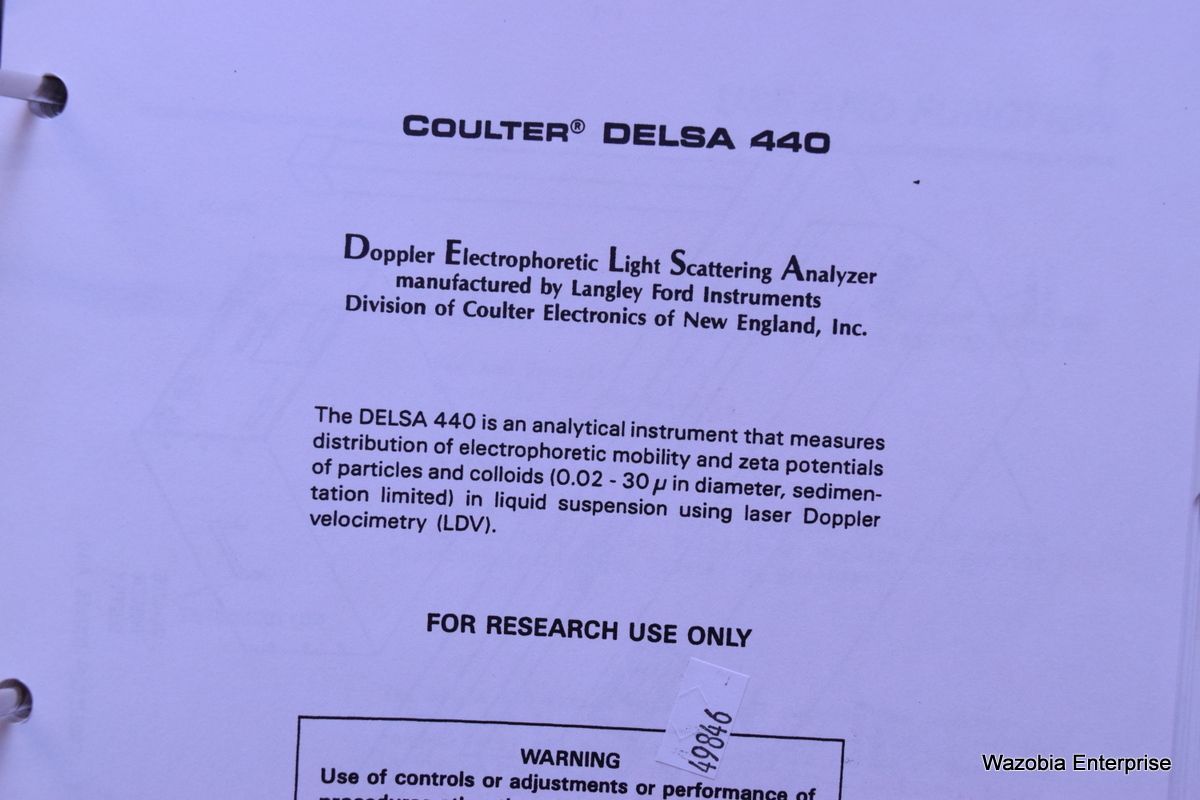 COULTER® DELSA 440
Doppler Electrophoretic Light Scattering Analyzer
manufactured by Langley Ford Instruments
Division of Coulter Electronics of New England, Inc.
The DELSA 440 is an analytical instrument that measures
distribution of electrophoretic mobility and zeta potentials
of particles and colloids (0.02 - 30 μ in diameter, sedimen-
tation limited) in liquid suspension using laser Doppler
velocimetry (LDV).
FOR RESEARCH USE ONLY
49846
WARNING
Use of controls or adjustments or performance of
Wazobia Enterprise